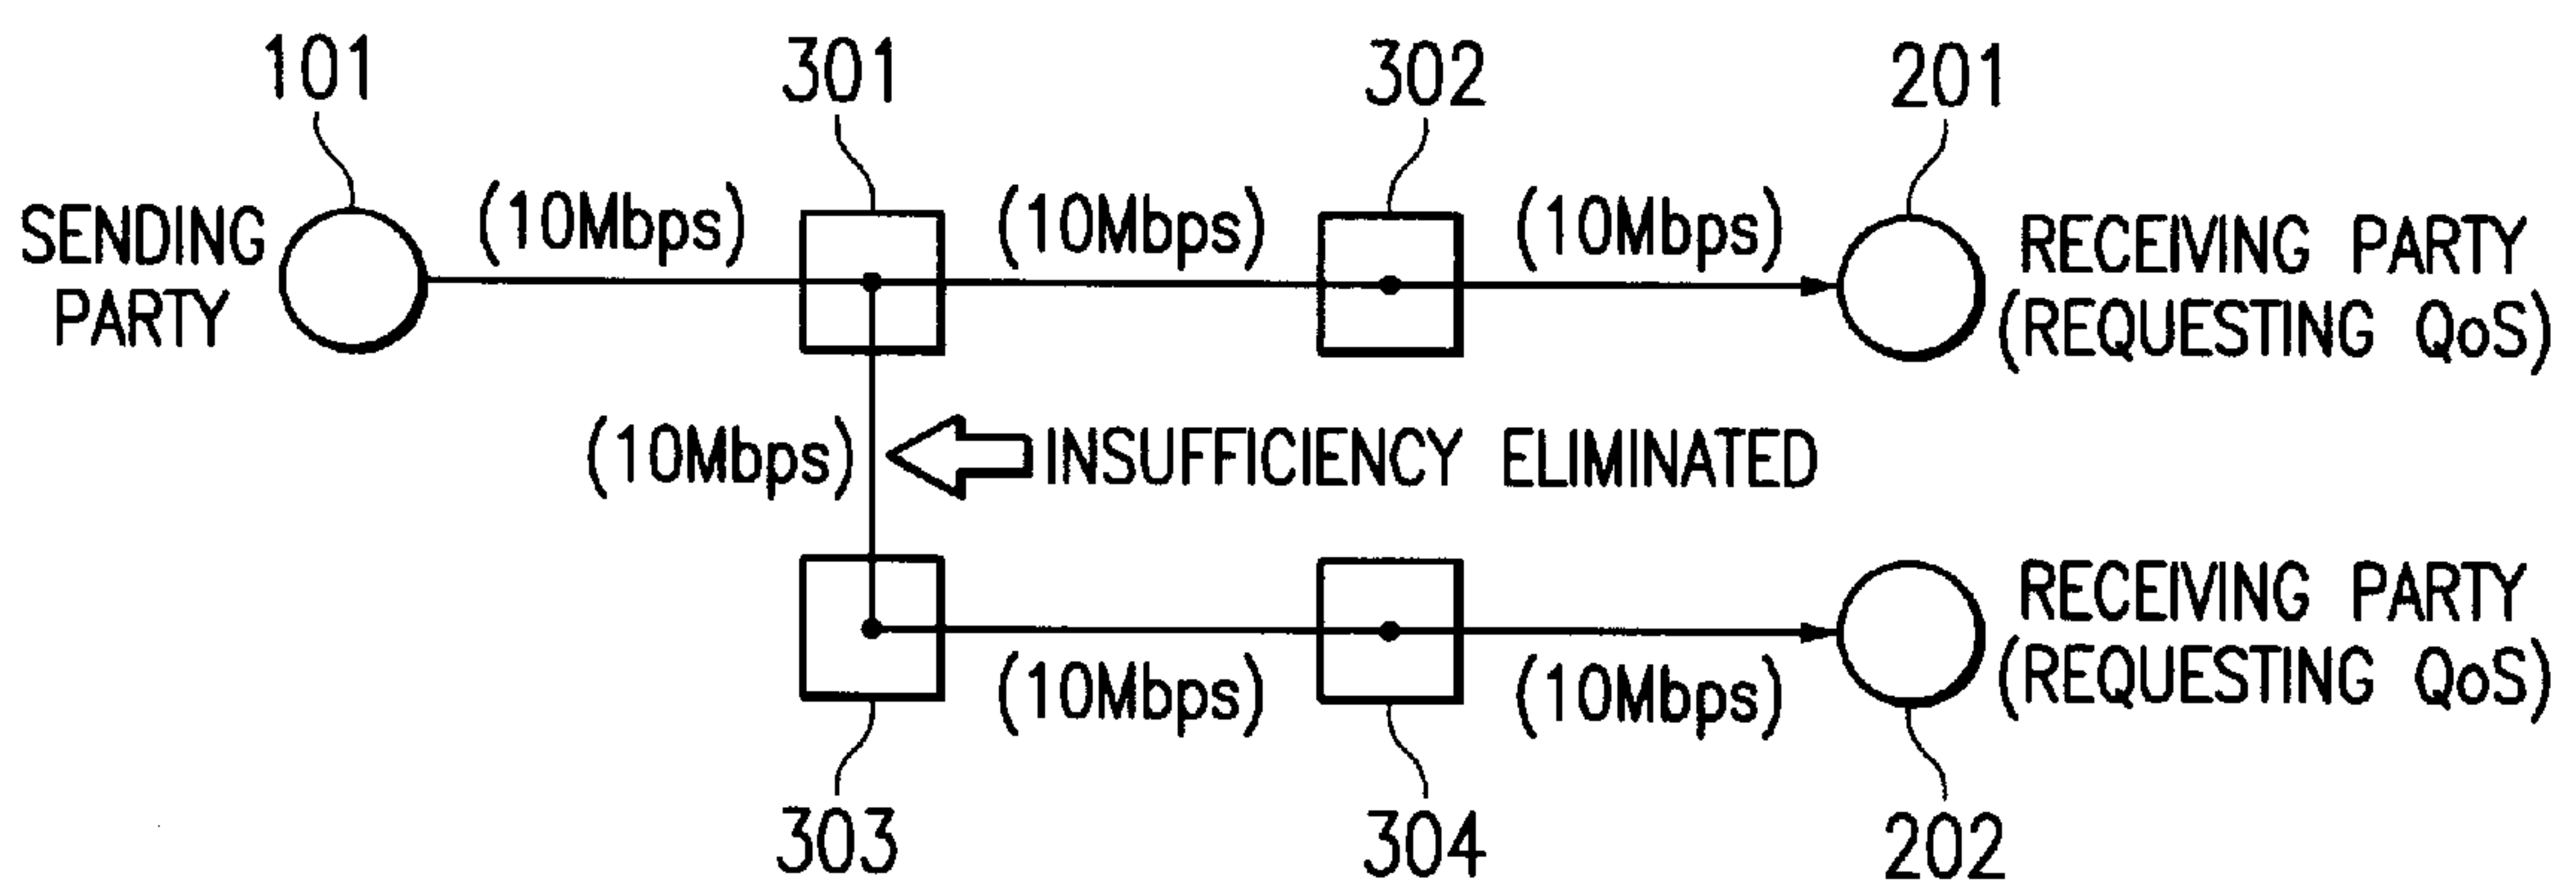 101
301
302
201
SENDING
PARTY
(10Mbps)
(10Mbps)
(10Mbps)
RECEIVING PARTY
(REQUESTING QoS)
(10Mbps)
INSUFFICIENCY ELIMINATED
(10Mbps)
(10Mbps)
RECEIVING PARTY
(REQUESTING QoS)
303
304
202